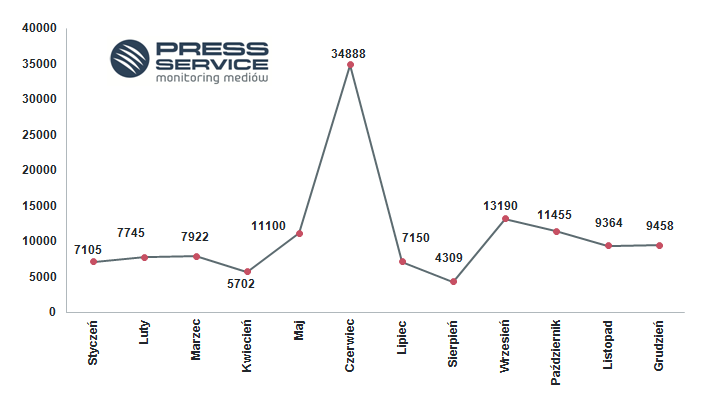 40000
35000
30000
25000
20000
15000
10000
5000
0
PRESS
SERVICE
monitoring mediów
7105
7745
7922
5702
11100
34888
7150
4309
13190
11455
9364
9458
Styczeń
Luty
Marzec
Kwiecień
Maj
Czerwiec
Lipiec
Sierpień
Wrzesień
Październik
Listopad
Grudzień